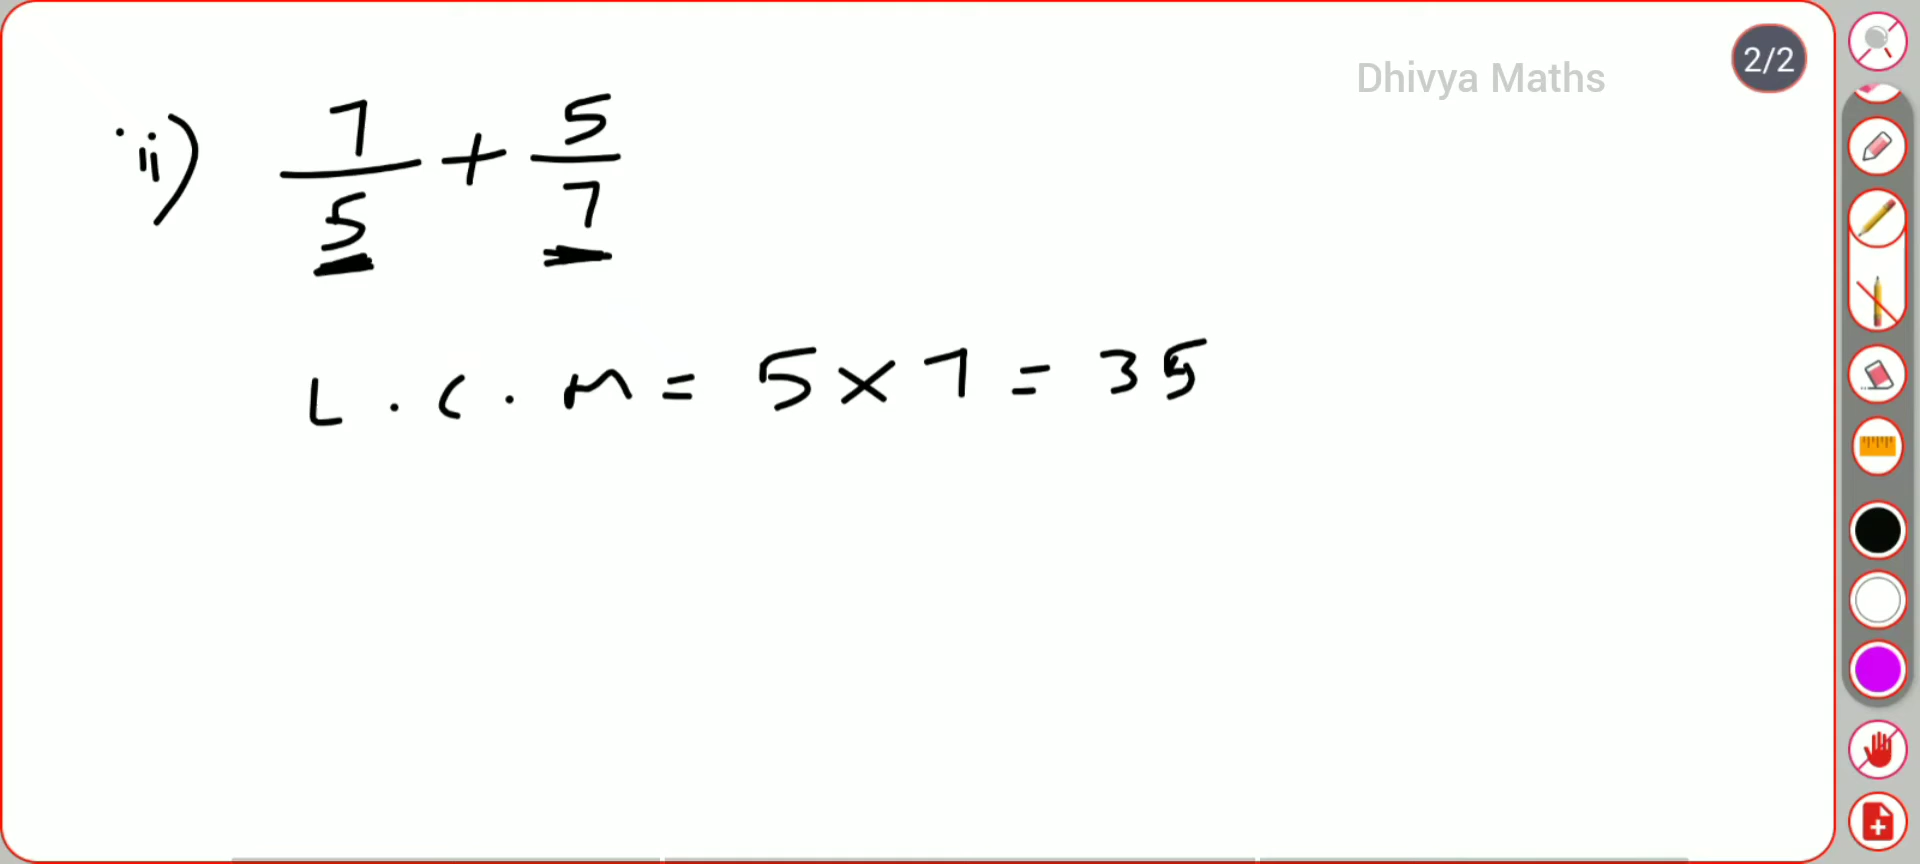 Dhivya Maths
2/2
ii) 7/5 + 5/7
L.C.M = 5 × 7 = 35